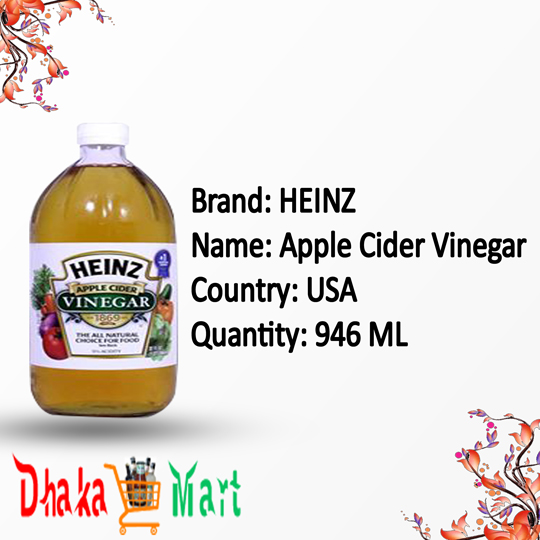 Brand: HEINZ
Name: Apple Cider Vinegar
Country: USA
Quantity: 946 ML
HEINZ
APPLE CIDER
VINEGAR
1869
THE ALL NATURAL
CHOICE FOR FOOD
Dhaka Mart